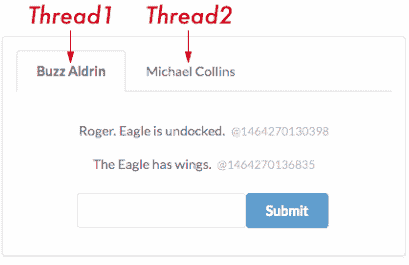 Thread1 Thread2
Buzz Aldrin Michael Collins
Roger. Eagle is undocked. @1464270130398
The Eagle has wings. @1464270136835
Submit